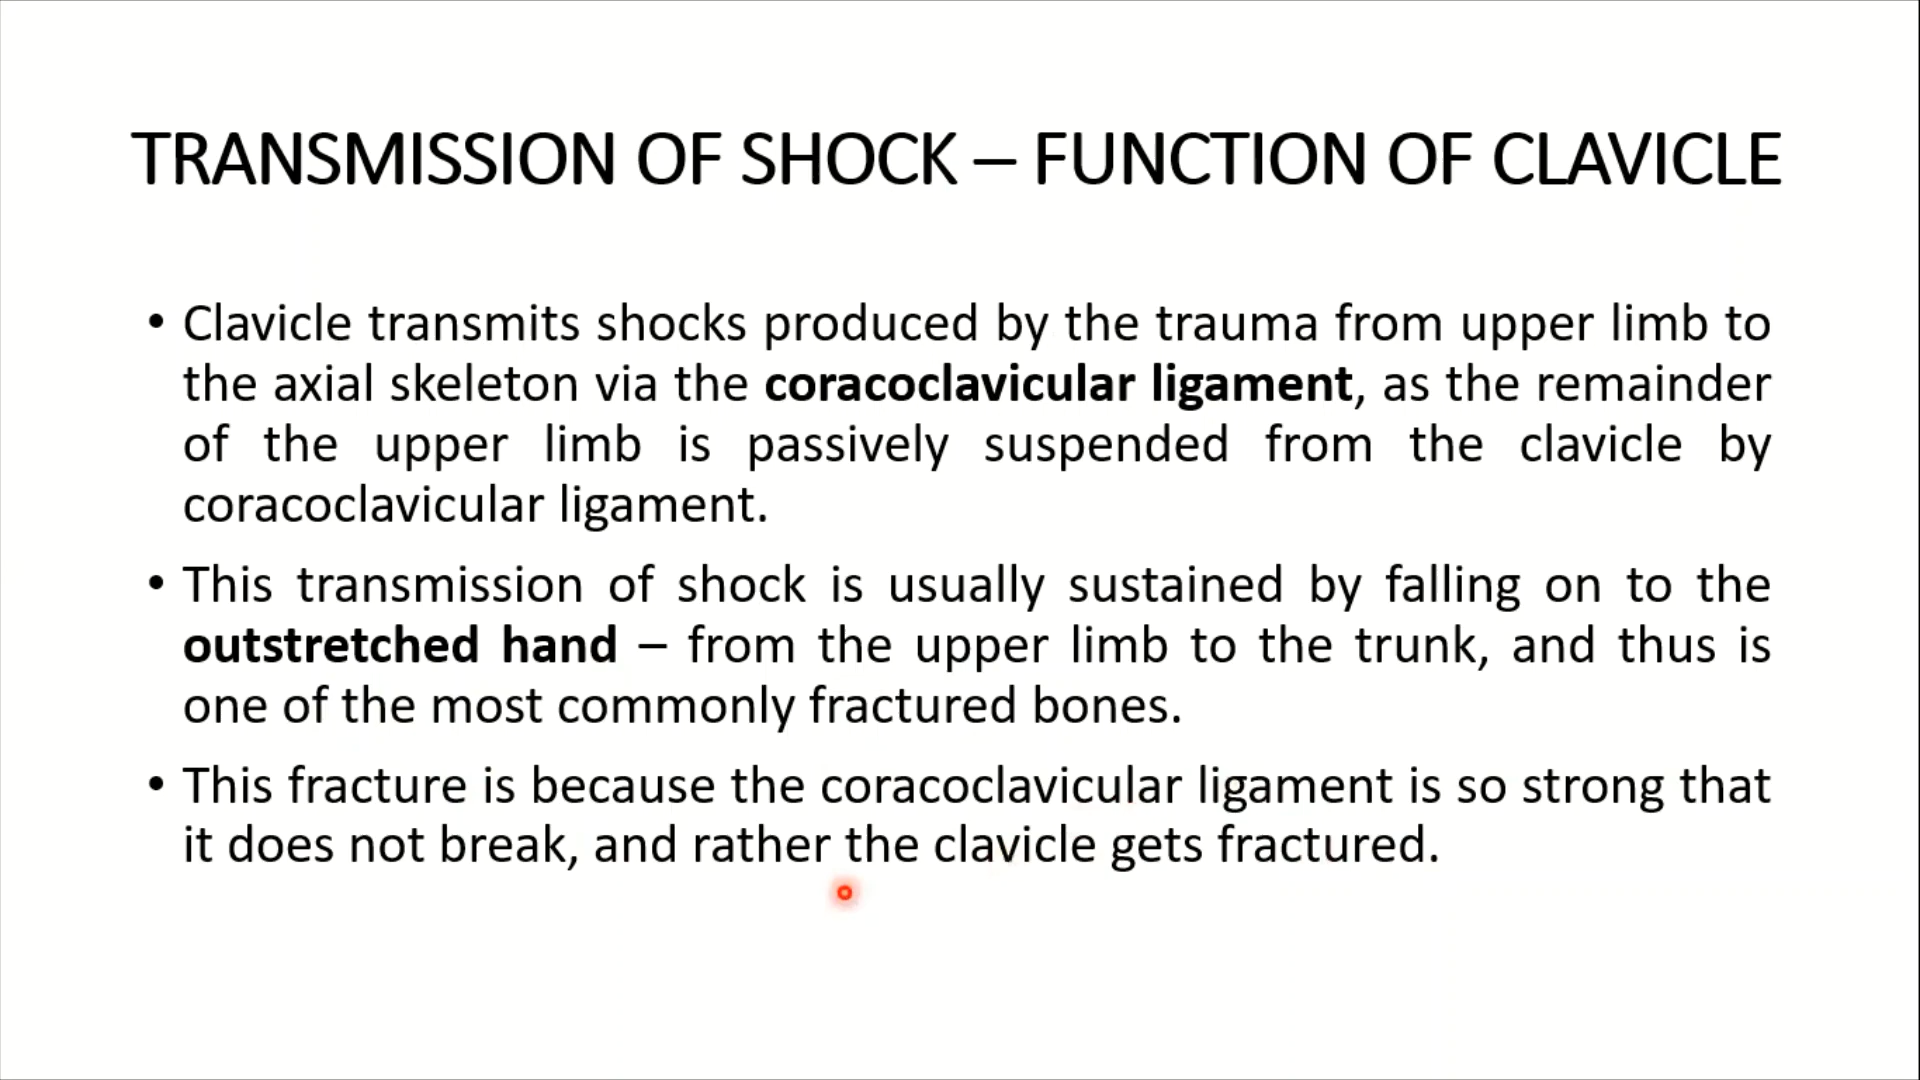 TRANSMISSION OF SHOCK – FUNCTION OF CLAVICLE
• Clavicle transmits shocks produced by the trauma from upper limb to
the axial skeleton via the coracoclavicular ligament, as the remainder
of the upper limb is passively suspended from the clavicle by
coracoclavicular ligament.
• This transmission of shock is usually sustained by falling on to the
outstretched hand – from the upper limb to the trunk, and thus is
one of the most commonly fractured bones.
• This fracture is because the coracoclavicular ligament is so strong that
it does not break, and rather the clavicle gets fractured.